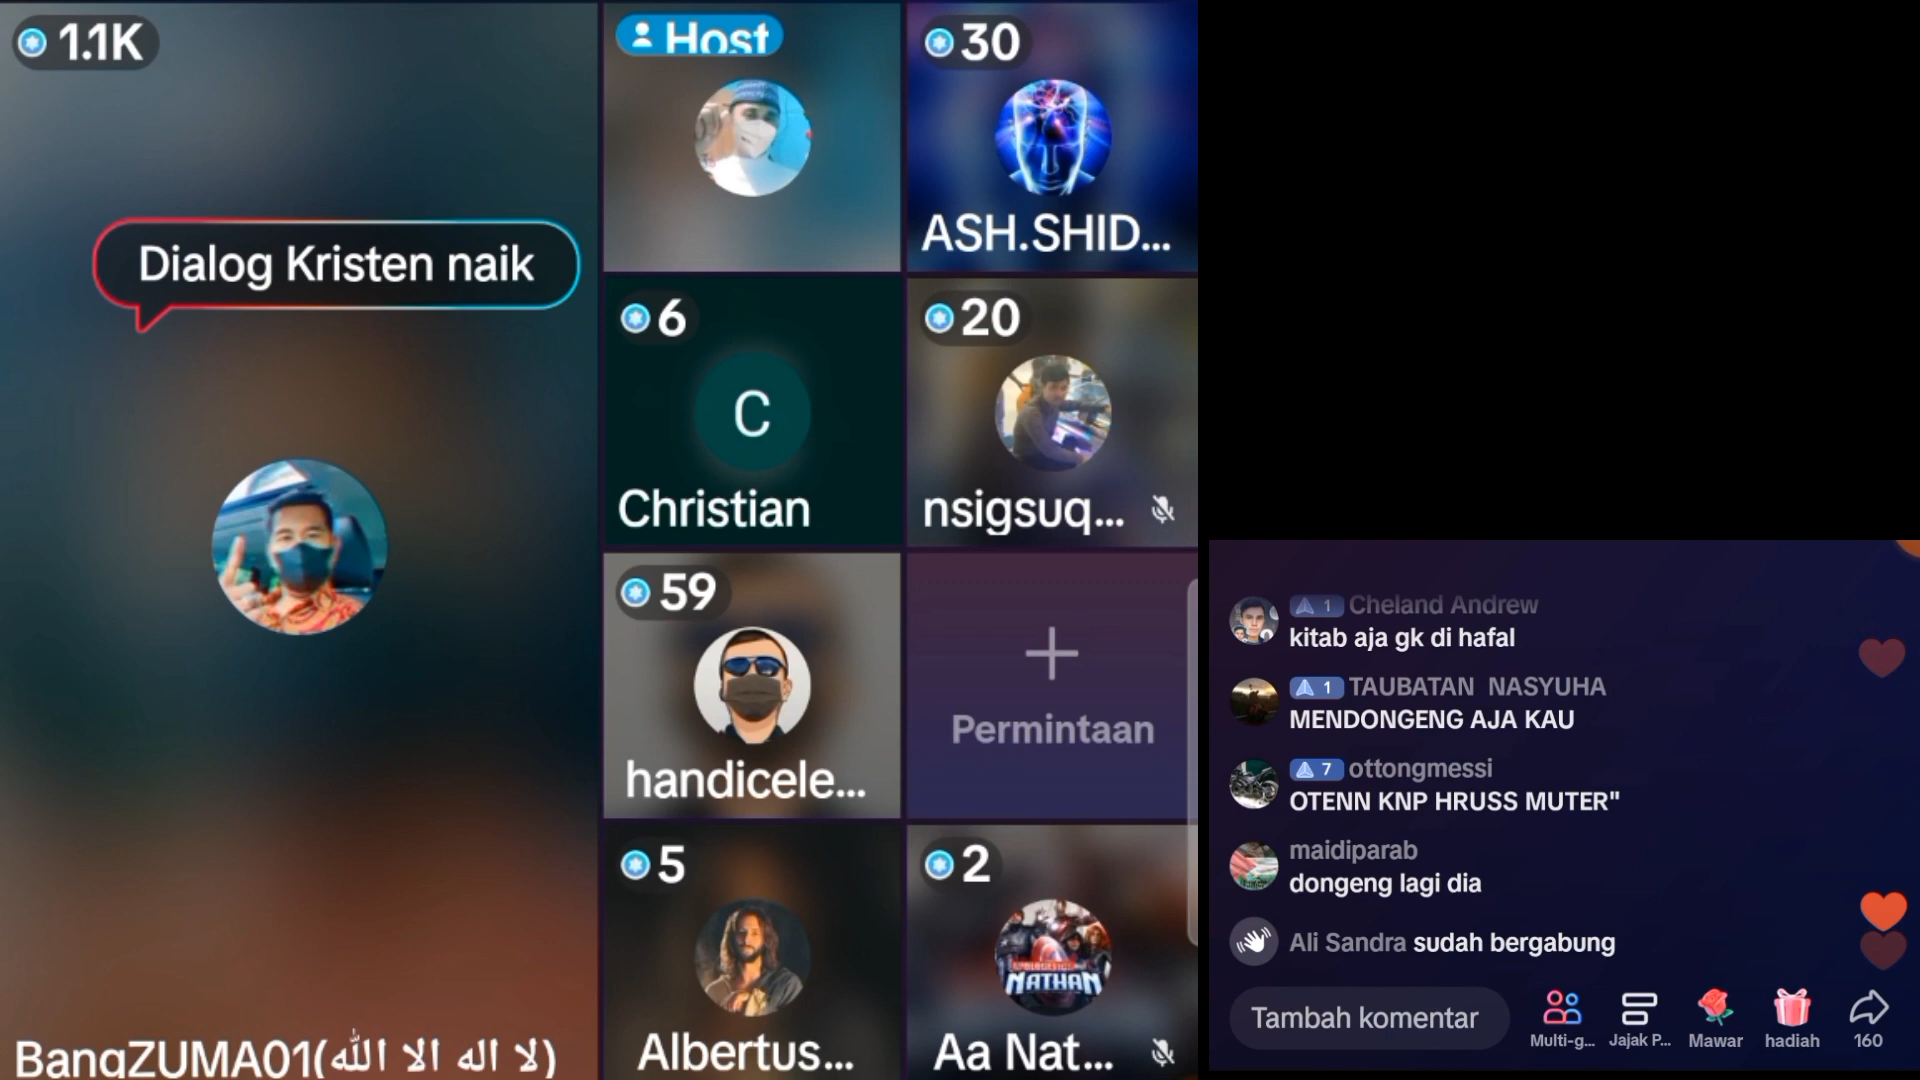 1.1K
Dialog Kristen naik
BangZUMA01(لا اله الا الله)
Host
30
ASH.SHID...
6
C
Christian
20
nsigsuq...
59
handicele...
+
Permintaan
5
Albertus...
2
NATHAN
Aa Nat...
1 Cheland Andrew
kitab aja gk di hafal
1 TAUBATAN NASYUHA
MENDONGENG AJA KAU
7 ottongmessi
OTENN KNP HRUSS MUTER"
maidiparab
dongeng lagi dia
Ali Sandra sudah bergabung
Tambah komentar
Multi-g...
Jajak P...
Mawar
hadiah
160